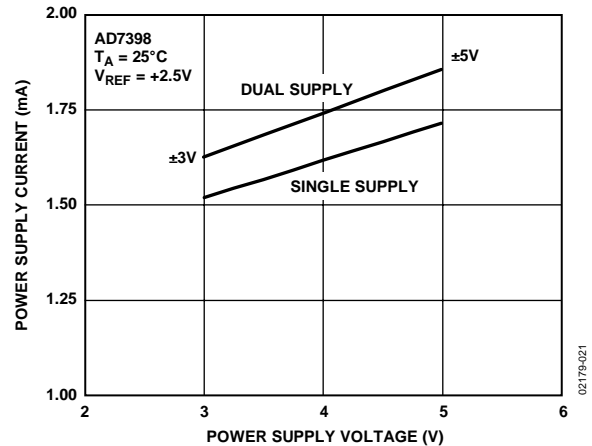 2.00
1.75
1.50
1.25
1.00
POWER SUPPLY CURRENT (mA)
AD7398
TA = 25°C
VREF = +2.5V
DUAL SUPPLY
±5V
±3V
SINGLE SUPPLY
2
3
4
5
6
POWER SUPPLY VOLTAGE (V)
02179-021